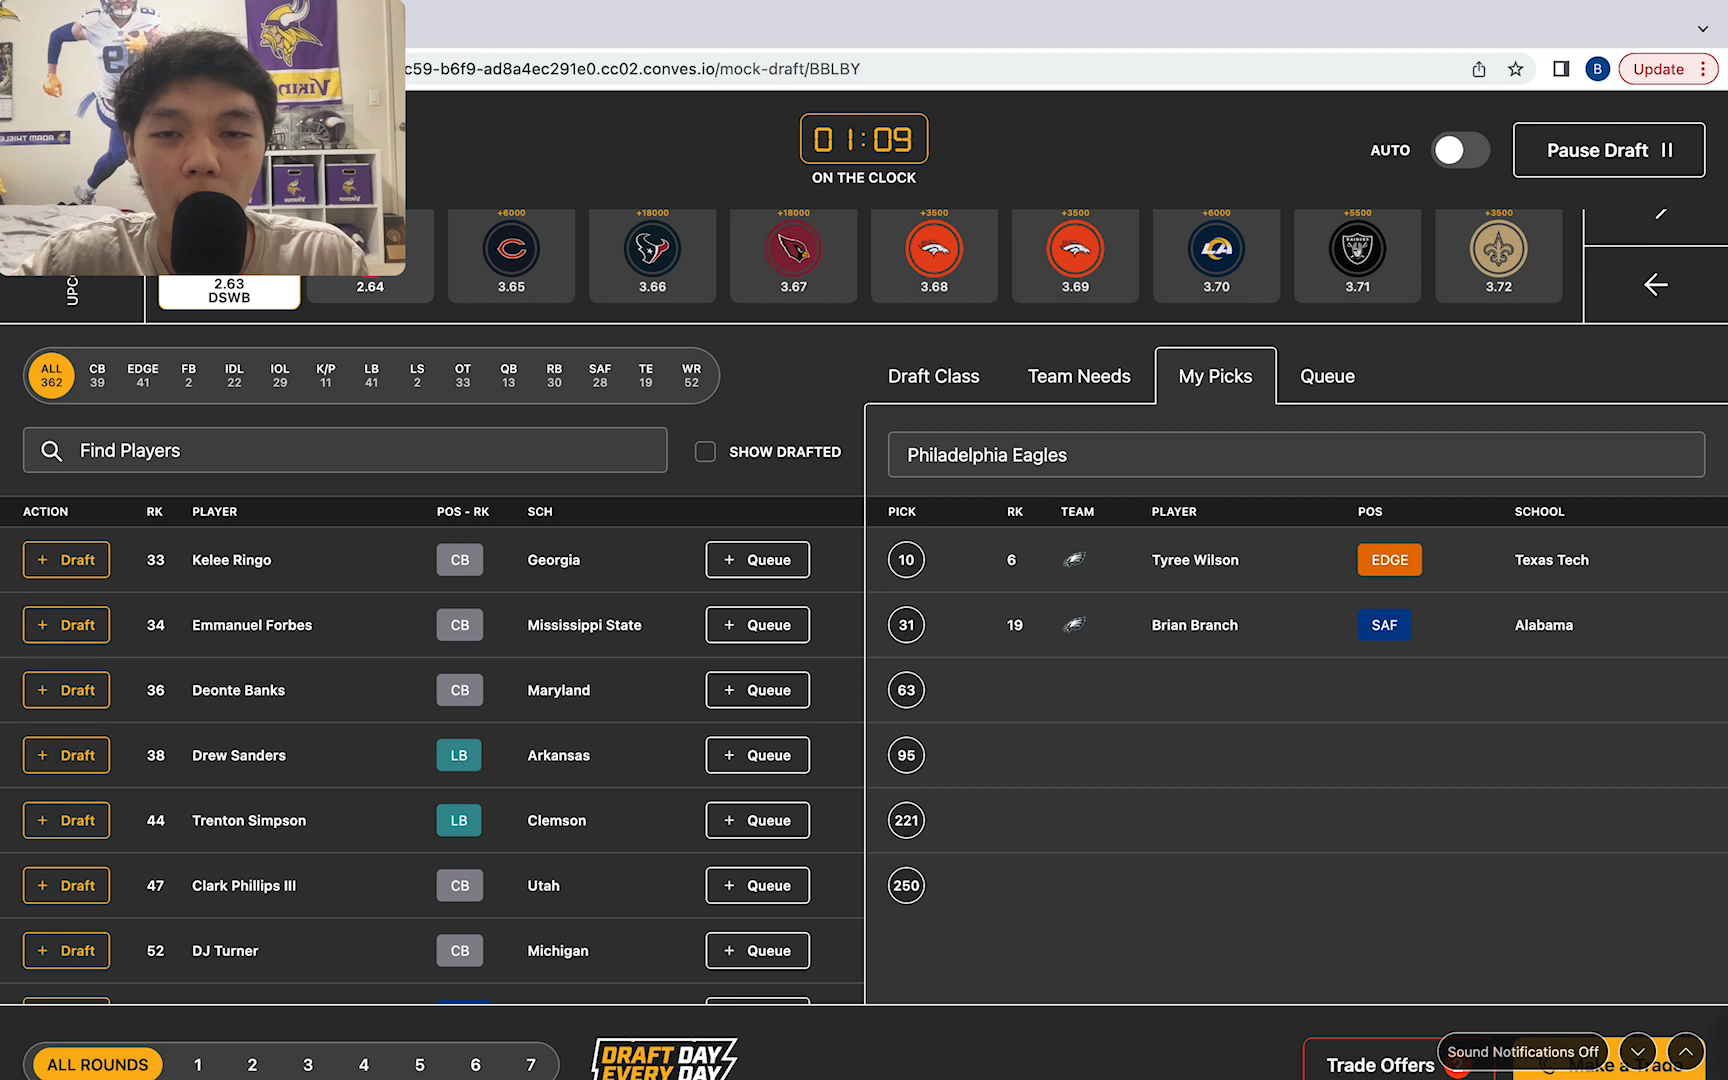 c59-b6f9-ad8a4ec291e0.cc02.conves.io/mock-draft/BBLBY
B
Update
01:09
ON THE CLOCK
AUTO
Pause Draft
UPC
2.63
DSWB
2.64
+6000
3.65
+18000
3.66
+18000
3.67
+3500
3.68
+3500
3.69
+6000
3.70
+5500
RAIDERS
3.71
+3500
3.72
ALL
362
CB
39
EDGE
41
FB
2
IDL
22
IOL
29
K/P
11
LB
41
LS
2
OT
33
QB
13
RB
30
SAF
28
TE
19
WR
52
Draft Class
Team Needs
My Picks
Queue
Find Players
SHOW DRAFTED
Philadelphia Eagles
ACTION RK PLAYER POS - RK SCH
+ Draft 33 Kelee Ringo CB Georgia + Queue
+ Draft 34 Emmanuel Forbes CB Mississippi State + Queue
+ Draft 36 Deonte Banks CB Maryland + Queue
+ Draft 38 Drew Sanders LB Arkansas + Queue
+ Draft 44 Trenton Simpson LB Clemson + Queue
+ Draft 47 Clark Phillips III CB Utah + Queue
+ Draft 52 DJ Turner CB Michigan + Queue
PICK RK TEAM PLAYER POS SCHOOL
10 6 Tyree Wilson EDGE Texas Tech
31 19 Brian Branch SAF Alabama
63
95
221
250
ALL ROUNDS 1 2 3 4 5 6 7
DRAFT DAY
EVERY DAY
Trade Offers
Sound Notifications Off
Make a Trade